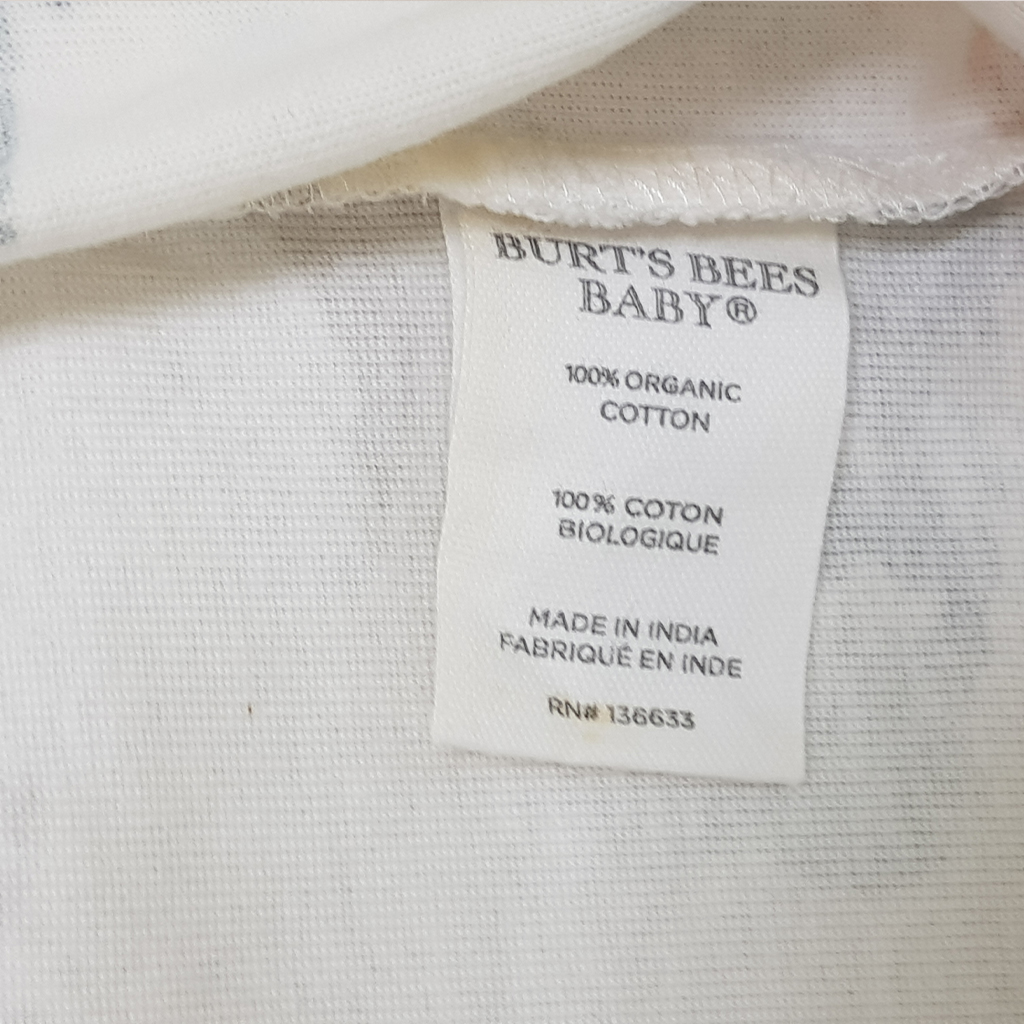 BURT'S BEES
BABY®
100% ORGANIC
COTTON
100% COTON
BIOLOGIQUE
MADE IN INDIA
FABRIQUÉ EN INDE
RN# 136633